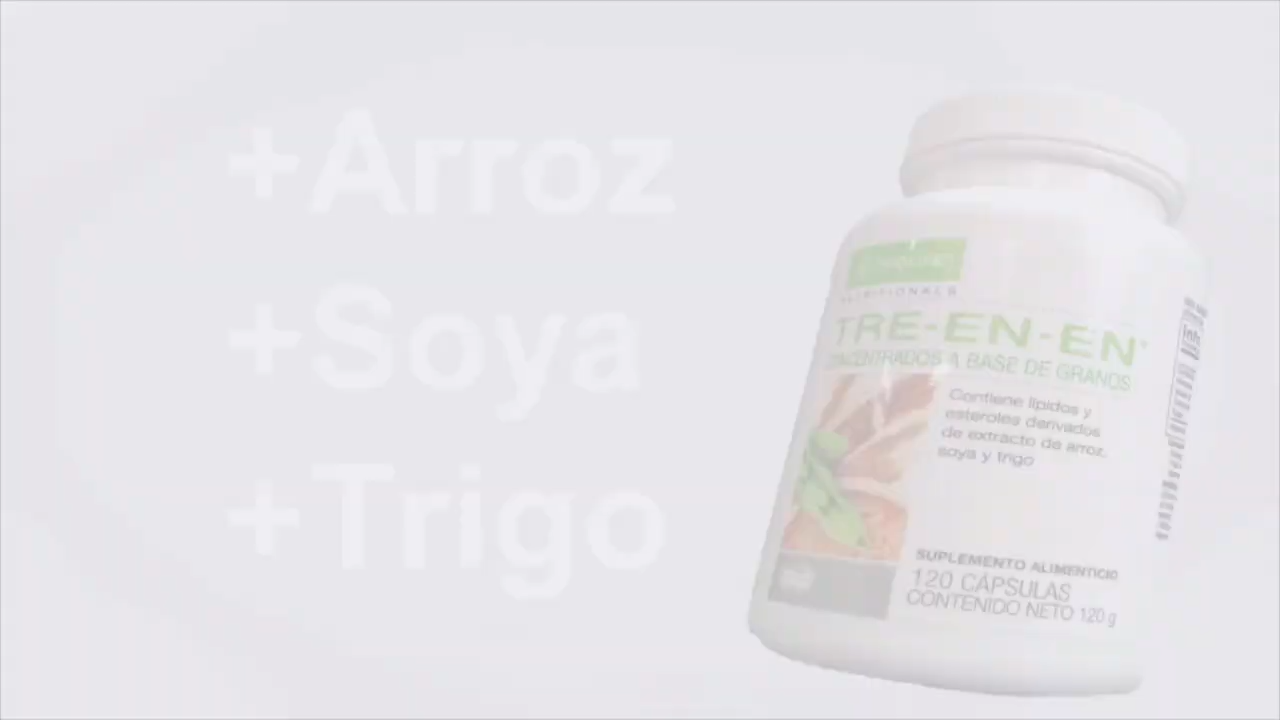 +Arroz
+Soya
+Trigo
NUTRITIONALS
TRE-EN-EN®
CONCENTRADOS A BASE DE GRANOS
Contiene lípidos y
esteroles derivados
de extracto de arroz,
soya y trigo
SUPLEMENTO ALIMENTICIO
120 CÁPSULAS
CONTENIDO NETO 120 g